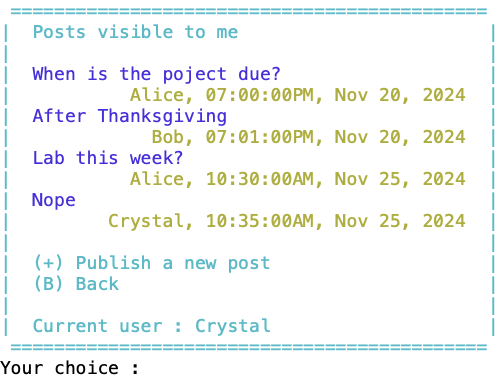 ============================================
| Posts visible to me |
| |
| When is the poject due? |
| Alice, 07:00:00PM, Nov 20, 2024 |
| After Thanksgiving |
| Bob, 07:01:00PM, Nov 20, 2024 |
| Lab this week? |
| Alice, 10:30:00AM, Nov 25, 2024 |
| Nope |
| Crystal, 10:35:00AM, Nov 25, 2024 |
| |
| (+) Publish a new post |
| (B) Back |
| |
| Current user : Crystal |
============================================
Your choice :